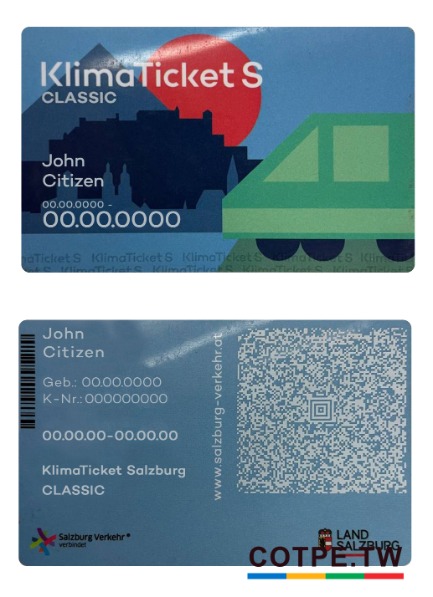 KlimaTicket S
CLASSIC
John
Citizen
00.00.0000 -
00.00.0000
KlimaTicket S KlimaTicket S KlimaTicket S
KlimaTicket S KlimaTicket S KlimaTicket S
John
Citizen
Geb.: 00.00.0000
K-Nr.: 000000000
00.00.00-00.00.00
KlimaTicket Salzburg
CLASSIC
www.salzburg-verkehr.at
Salzburg Verkehr
verbindet
LAND
SALZBURG
COTPE.TW